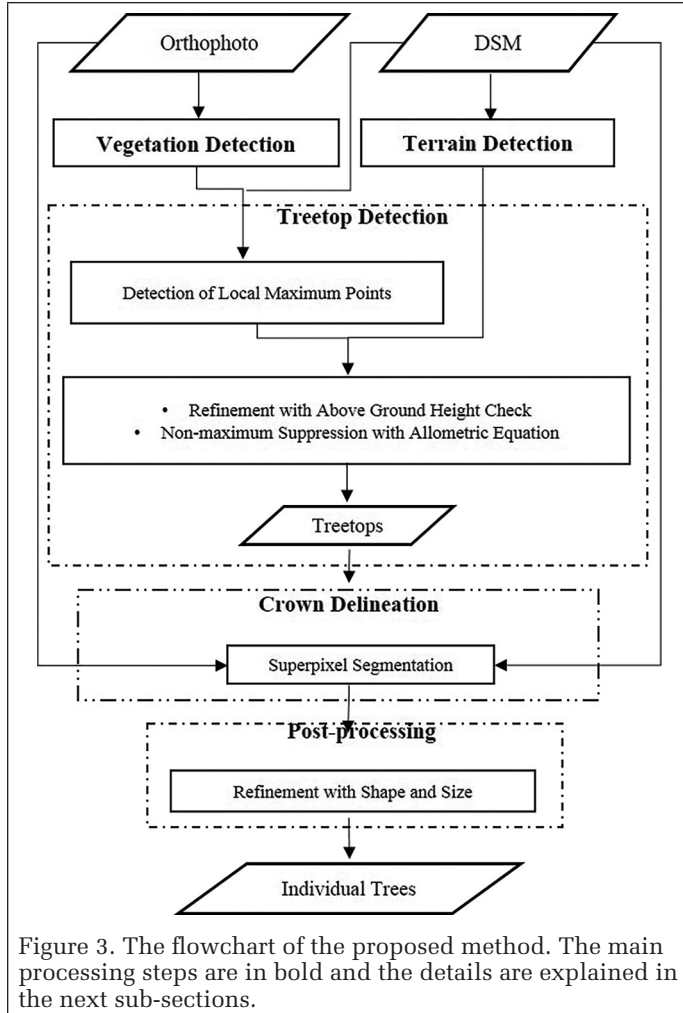 Orthophoto
DSM
Vegetation Detection
Terrain Detection
Treetop Detection
Detection of Local Maximum Points
• Refinement with Above Ground Height Check
• Non-maximum Suppression with Allometric Equation
Treetops
Crown Delineation
Superpixel Segmentation
Post-processing
Refinement with Shape and Size
Individual Trees
Figure 3. The flowchart of the proposed method. The main
processing steps are in bold and the details are explained in
the next sub-sections.